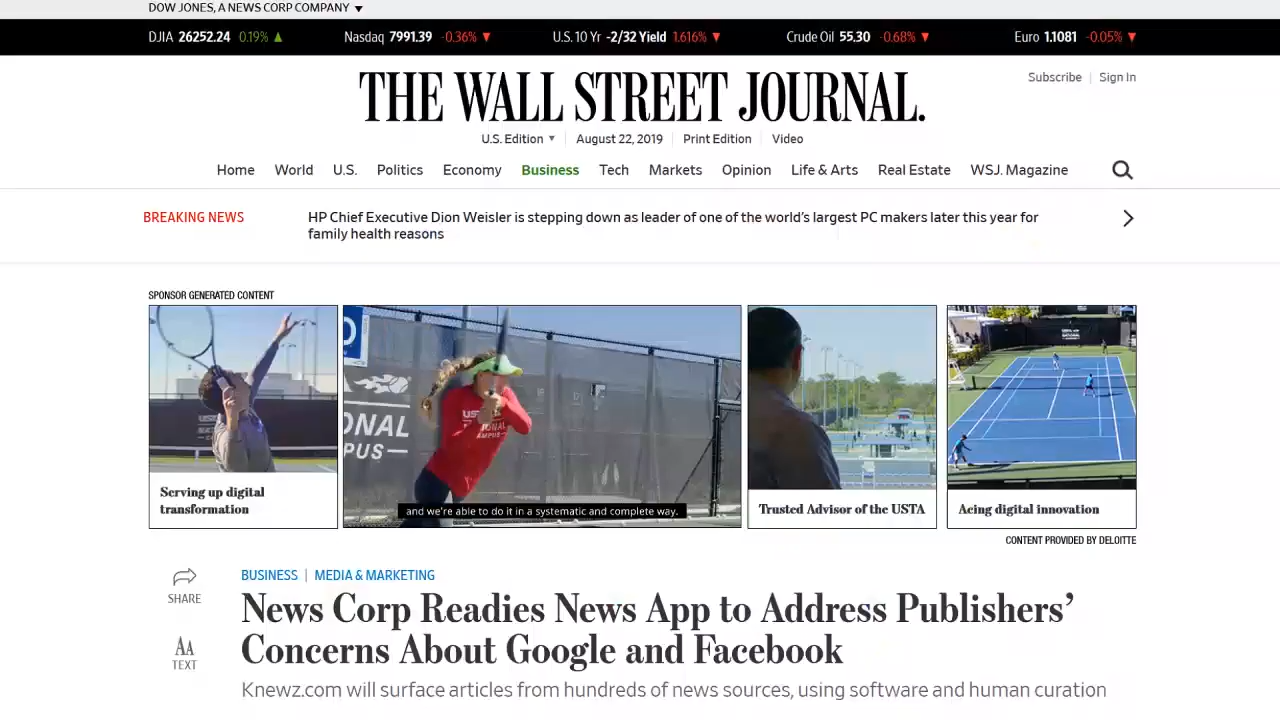 DOW JONES, A NEWS CORP COMPANY
DJIA 26252.24 0.19% Nasdaq 7991.39 -0.36% U.S. 10 Yr -2/32 Yield 1.616% Crude Oil 55.30 -0.68% Euro 1.1081 -0.05%
Subscribe | Sign In
THE WALL STREET JOURNAL.
U.S. Edition | August 22, 2019 | Print Edition | Video
Home World U.S. Politics Economy Business Tech Markets Opinion Life & Arts Real Estate WSJ. Magazine
BREAKING NEWS
HP Chief Executive Dion Weisler is stepping down as leader of one of the world's largest PC makers later this year for
family health reasons
SPONSOR GENERATED CONTENT
Serving up digital
transformation
ONAL
PUS
and we're able to do it in a systematic and complete way.
Trusted Advisor of the USTA
Acing digital innovation
CONTENT PROVIDED BY DELOITTE
SHARE
AA
TEXT
BUSINESS | MEDIA & MARKETING
News Corp Readies News App to Address Publishers'
Concerns About Google and Facebook
Knewz.com will surface articles from hundreds of news sources, using software and human curation